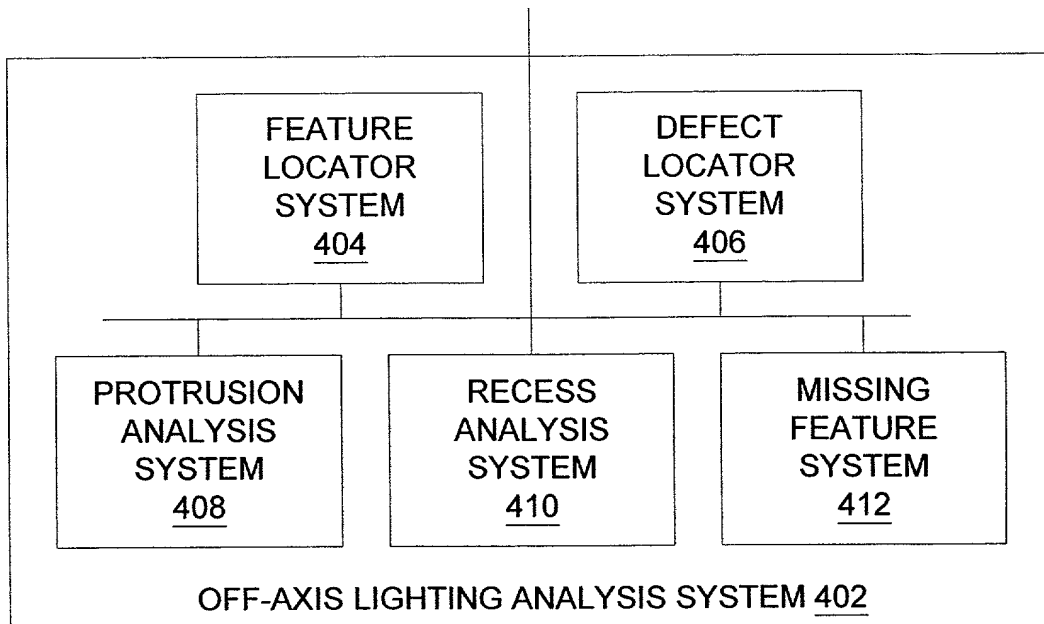 FEATURE
LOCATOR
SYSTEM
404
DEFECT
LOCATOR
SYSTEM
406
PROTRUSION
ANALYSIS
SYSTEM
408
RECESS
ANALYSIS
SYSTEM
410
MISSING
FEATURE
SYSTEM
412
OFF-AXIS LIGHTING ANALYSIS SYSTEM 402